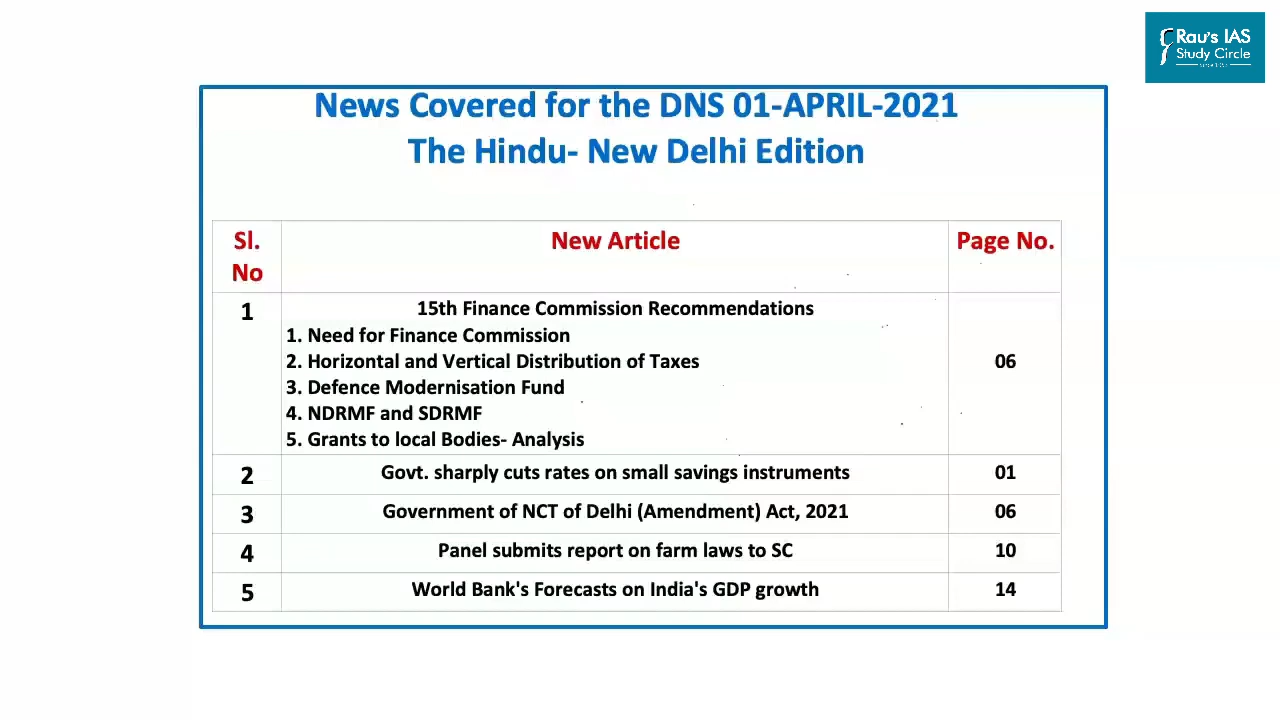 Rau's IAS
Study Circle
News Covered for the DNS 01-APRIL-2021
The Hindu- New Delhi Edition
Sl. No New Article Page No.
1 15th Finance Commission Recommendations 06
1. Need for Finance Commission
2. Horizontal and Vertical Distribution of Taxes
3. Defence Modernisation Fund
4. NDRMF and SDRMF
5. Grants to local Bodies- Analysis
2 Govt. sharply cuts rates on small savings instruments 01
3 Government of NCT of Delhi (Amendment) Act, 2021 06
4 Panel submits report on farm laws to SC 10
5 World Bank's Forecasts on India's GDP growth 14